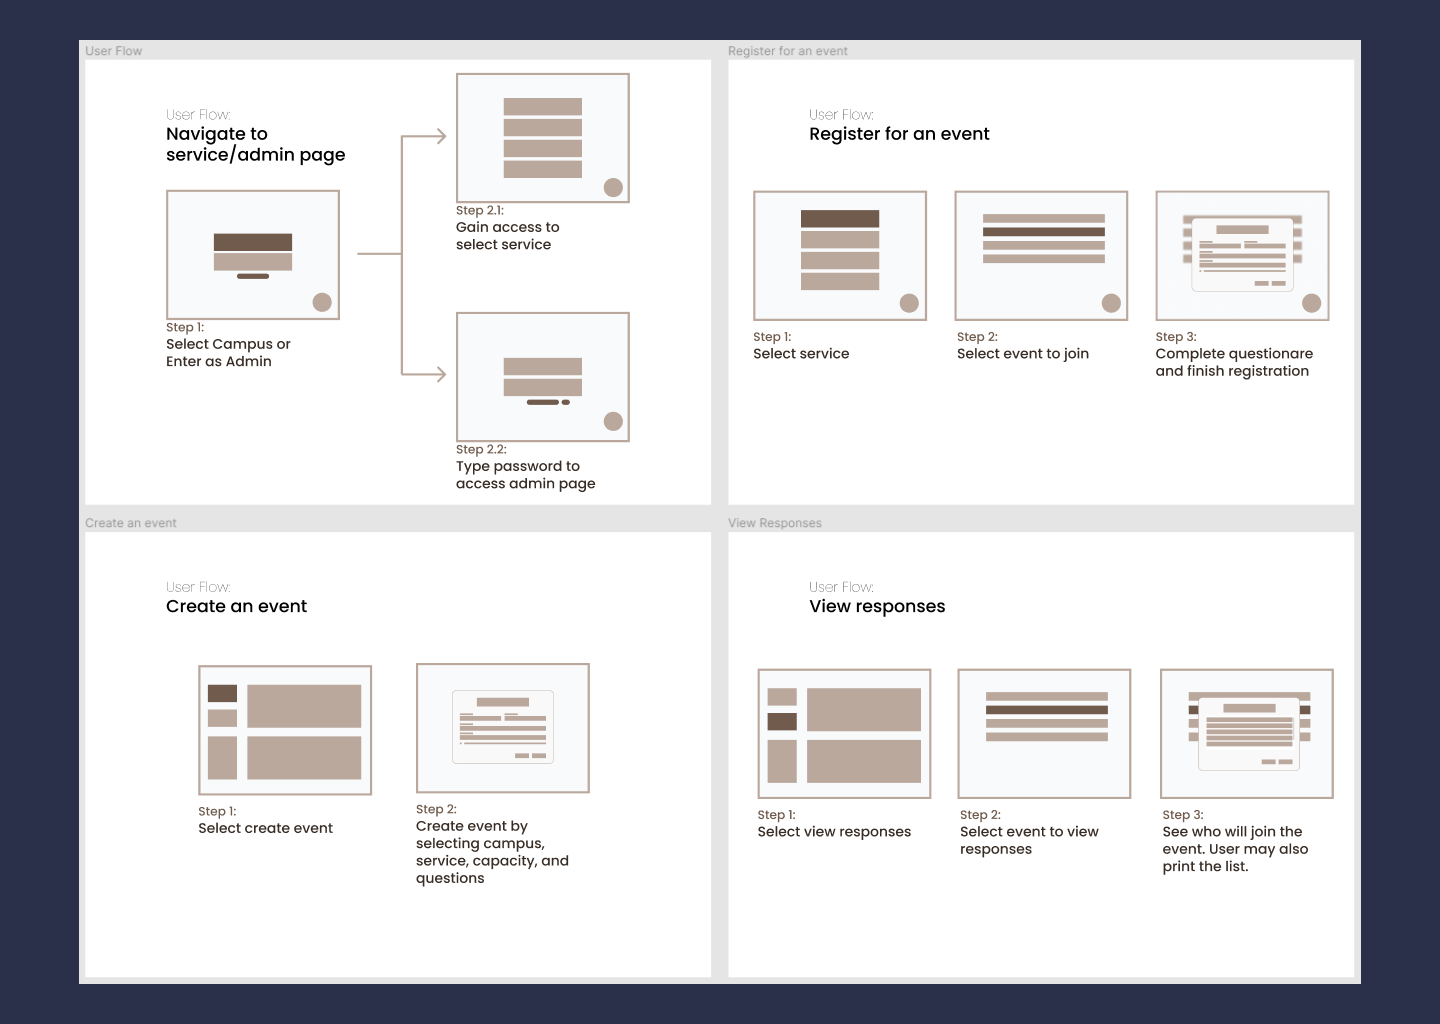 User Flow
User Flow:
Navigate to
service/admin page
Step 1:
Select Campus or
Enter as Admin
Step 2.1:
Gain access to
select service
Step 2.2:
Type password to
access admin page
Register for an event
User Flow:
Register for an event
Step 1:
Select service
Step 2:
Select event to join
Step 3:
Complete questionare
and finish registration
Create an event
User Flow:
Create an event
Step 1:
Select create event
Step 2:
Create event by
selecting campus,
service, capacity, and
questions
View Responses
User Flow:
View responses
Step 1:
Select view responses
Step 2:
Select event to view
responses
Step 3:
See who will join the
event. User may also
print the list.